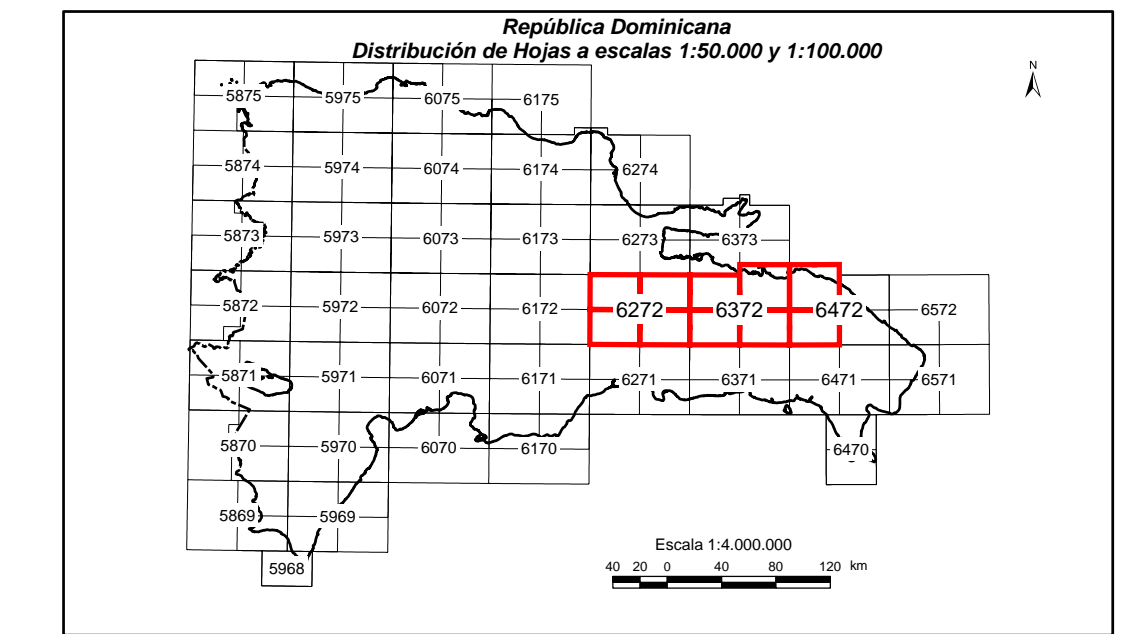 República Dominicana
Distribución de Hojas a escalas 1:50.000 y 1:100.000
N
5875 5975 6075 6175
5874 5974 6074 6174 6274
5873 5973 6073 6173 6273 6373
5872 5972 6072 6172 6272 6372 6472 6572
5871 5971 6071 6171 6271 6371 6471 6571
5870 5970 6070 6170 6470
5869 5969
5968
Escala 1:4.000.000
40 20 0 40 80 120 km